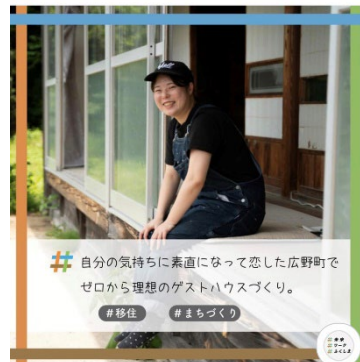 # 自分の気持ちに素直になって恋した広野町で
ゼロから理想のゲストハウスづくり。
#移住 #まちづくり